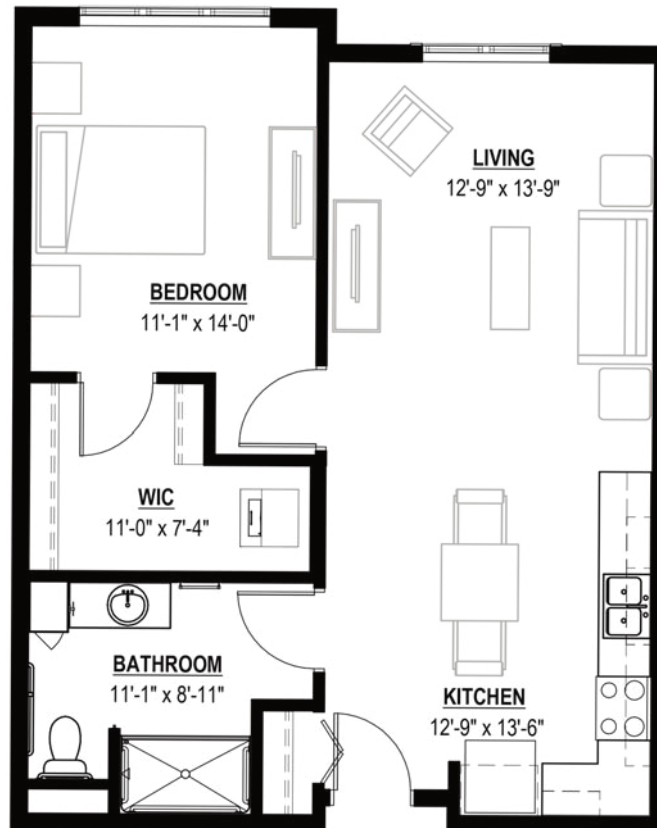 LIVING
12'-9" x 13'-9"
BEDROOM
11'-1" x 14'-0"
WIC
11'-0" x 7'-4"
BATHROOM
11'-1" x 8'-11"
KITCHEN
12'-9" x 13'-6"